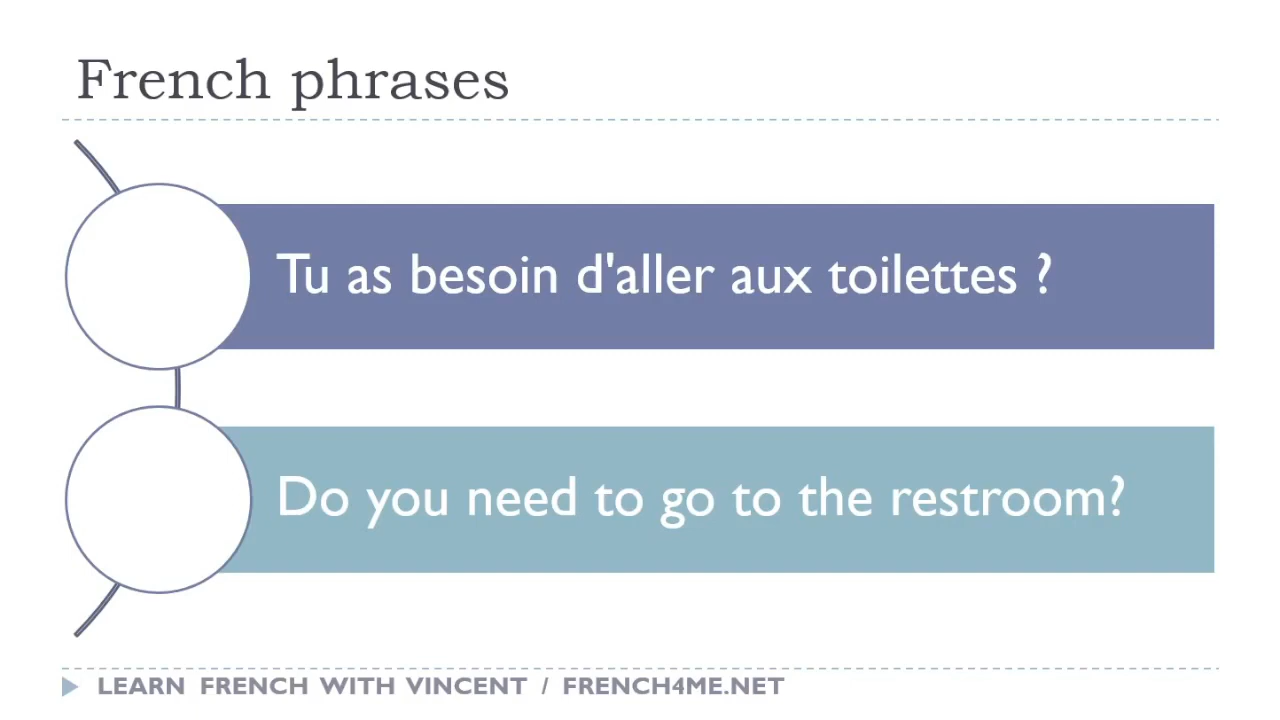 French phrases
Tu as besoin d'aller aux toilettes ?
Do you need to go to the restroom?
LEARN FRENCH WITH VINCENT / FRENCH4ME.NET